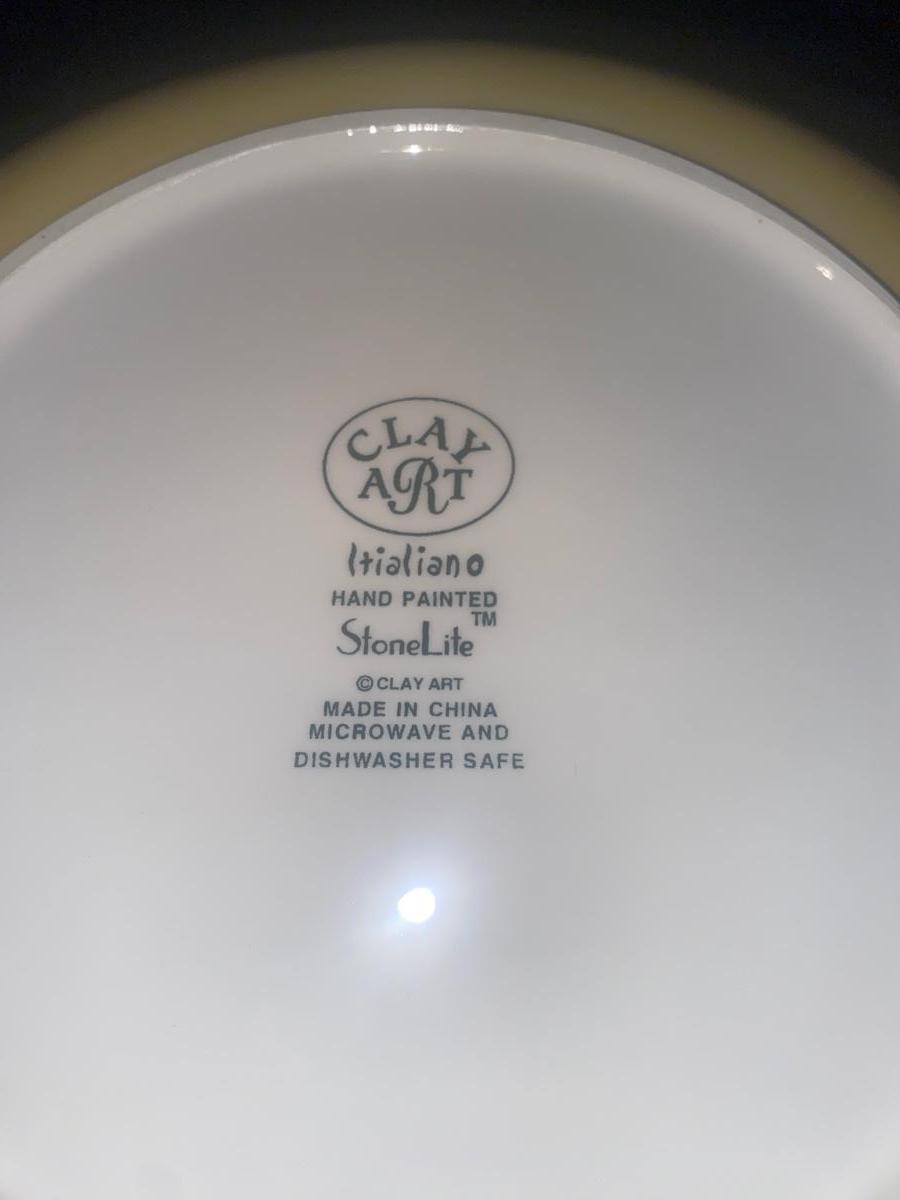 CLAY
ART
Itialiano
HAND PAINTED
StoneLite™
© CLAY ART
MADE IN CHINA
MICROWAVE AND
DISHWASHER SAFE